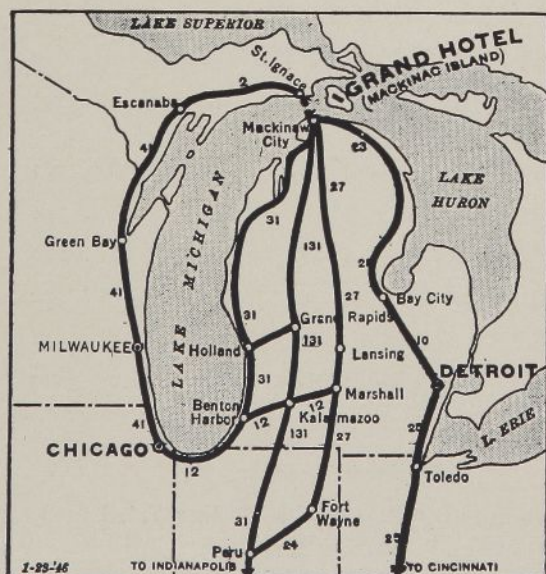 LAKE SUPERIOR
GRAND HOTEL
(MACKINAC ISLAND)
St. Ignace
2
Escanaba
Mackinaw
City
23
41
27
LAKE
HURON
LAKE MICHIGAN
31
131
Green Bay
25
27
Bay City
41
Grand Rapids
31
131
10
MILWAUKEE
Holland
Lansing
31
DETROIT
Marshall
Benton
Harbor
12
12
Kalamazoo
41
L. ERIE
CHICAGO
131
27
25
12
Toledo
Fort
Wayne
31
24
Peru
25
1-23-46
TO INDIANAPOLIS
TO CINCINNATI